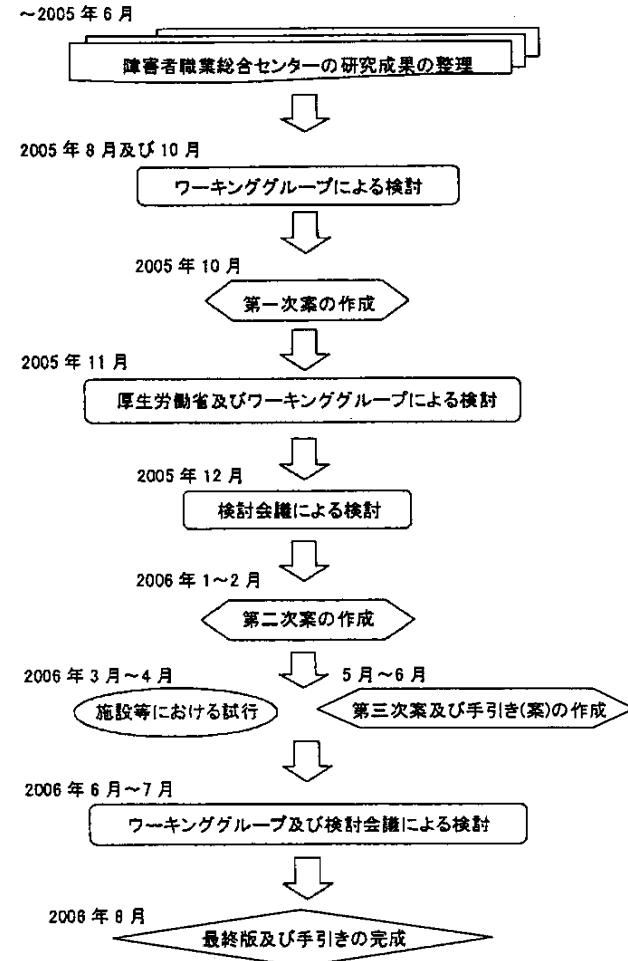 ～2005年6月
障害者職業総合センターの研究成果の整理
2005年8月及び10月
ワーキンググループによる検討
2005年10月
第一次案の作成
2005年11月
厚生労働省及びワーキンググループによる検討
2005年12月
検討会議による検討
2006年1～2月
第二次案の作成
2006年3月～4月
5月～6月
施設等における試行
第三次案及び手引き(案)の作成
2006年6月～7月
ワーキンググループ及び検討会議による検討
2006年8月
最終版及び手引きの完成